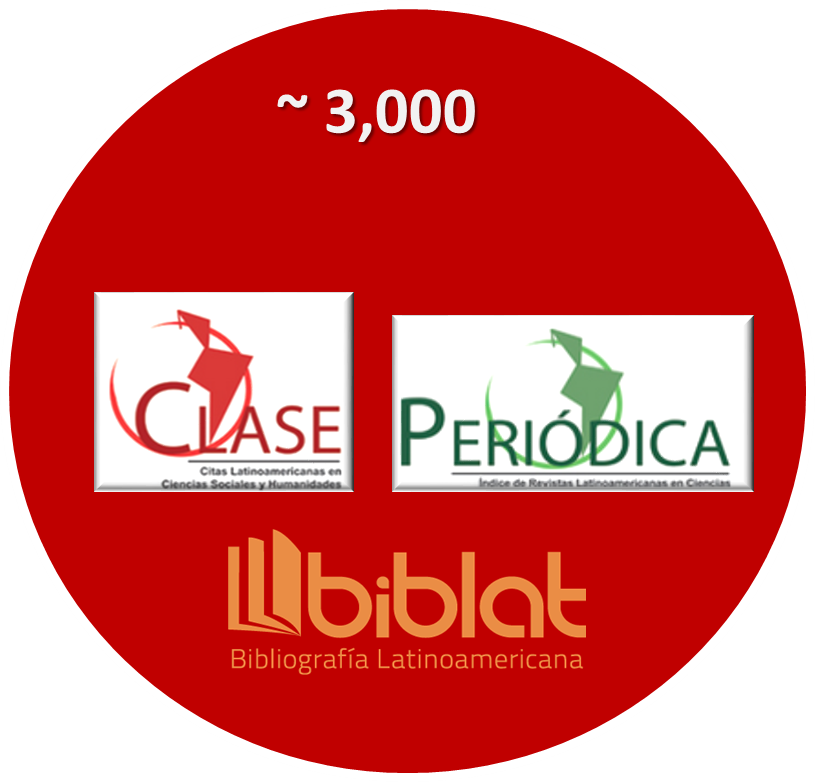 ~ 3,000
CLASE
Citas Latinoamericanas en
Ciencias Sociales y Humanidades
PERIÓDICA
Índice de Revistas Latinoamericanas en Ciencias
biblat
Bibliografía Latinoamericana